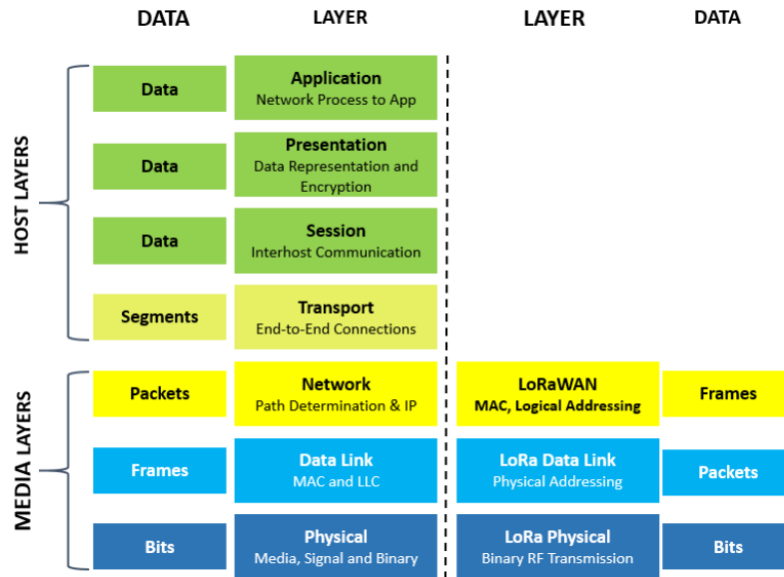 DATA LAYER LAYER DATA
HOST LAYERS
Data
Application
Network Process to App
Data
Presentation
Data Representation and
Encryption
Data
Session
Interhost Communication
Segments
Transport
End-to-End Connections
MEDIA LAYERS
Packets
Network
Path Determination & IP
LoRaWAN
MAC, Logical Addressing
Frames
Frames
Data Link
MAC and LLC
LoRa Data Link
Physical Addressing
Packets
Bits
Physical
Media, Signal and Binary
LoRa Physical
Binary RF Transmission
Bits